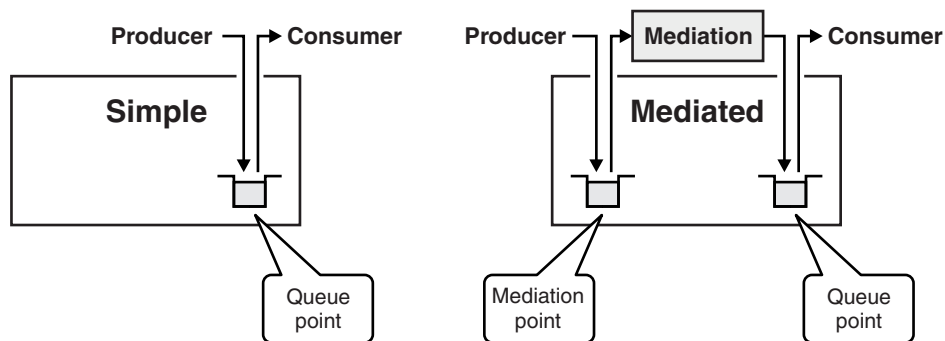 Producer
Consumer
Simple
Queue
point
Producer
Mediation
Consumer
Mediated
Mediation
point
Queue
point